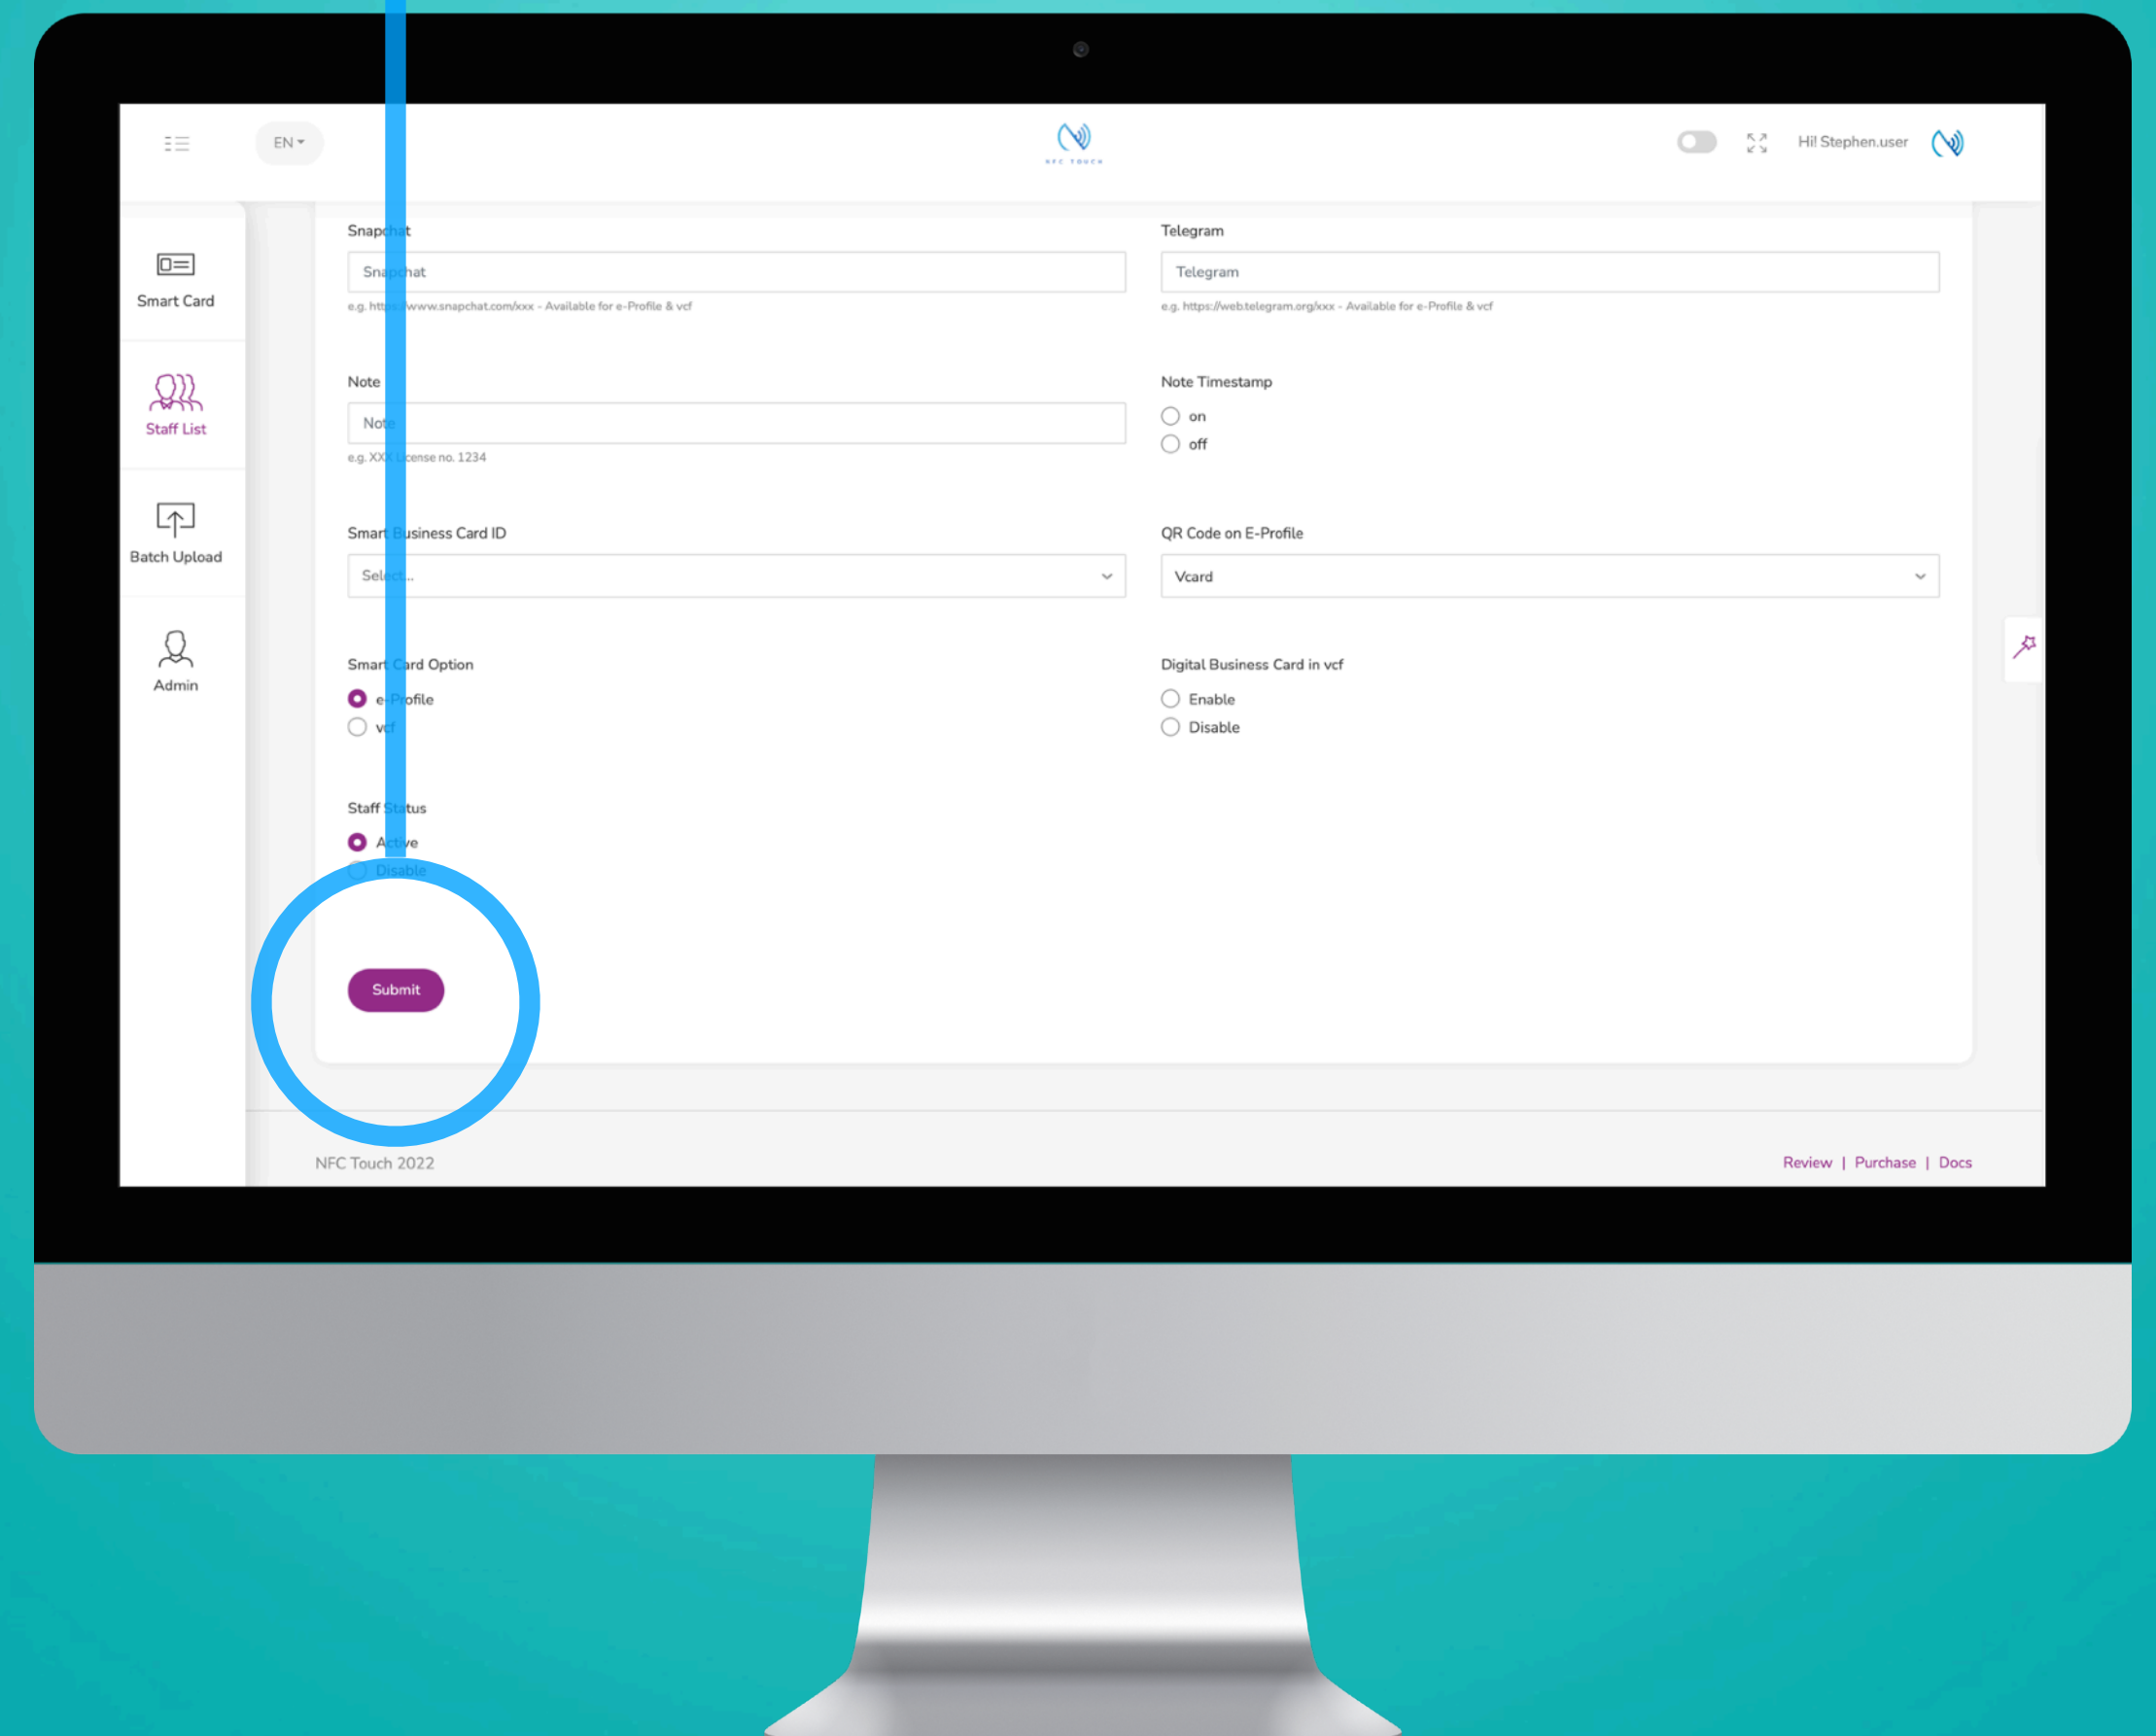 EN
NFC TOUCH
Hi! Stephen.user
Smart Card
Staff List
Batch Upload
Admin
Snapchat
Telegram
Snapchat
Telegram
e.g. https://www.snapchat.com/xxx - Available for e-Profile & vcf
e.g. https://web.telegram.org/xxx - Available for e-Profile & vcf
Note
Note Timestamp
Note
on
off
e.g. XXX License no. 1234
Smart Business Card ID
QR Code on E-Profile
Select...
Vcard
Smart Card Option
Digital Business Card in vcf
e-Profile
Enable
vcf
Disable
Staff Status
Active
Disable
Submit
NFC Touch 2022
Review | Purchase | Docs